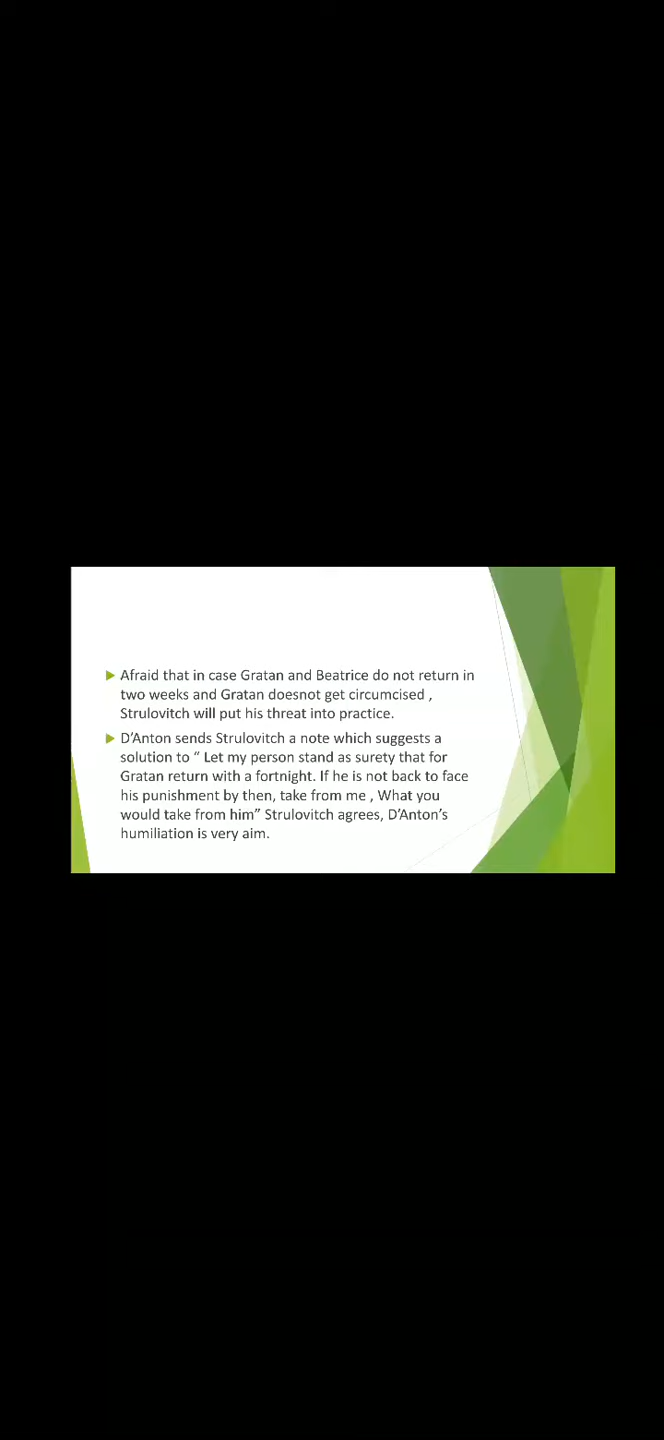 Afraid that in case Gratan and Beatrice do not return in
two weeks and Gratan doesnot get circumcised ,
Strulovitch will put his threat into practice.
D’Anton sends Strulovitch a note which suggests a
solution to “ Let my person stand as surety that for
Gratan return with a fortnight. If he is not back to face
his punishment by then, take from me , What you
would take from him” Strulovitch agrees, D’Anton’s
humiliation is very aim.